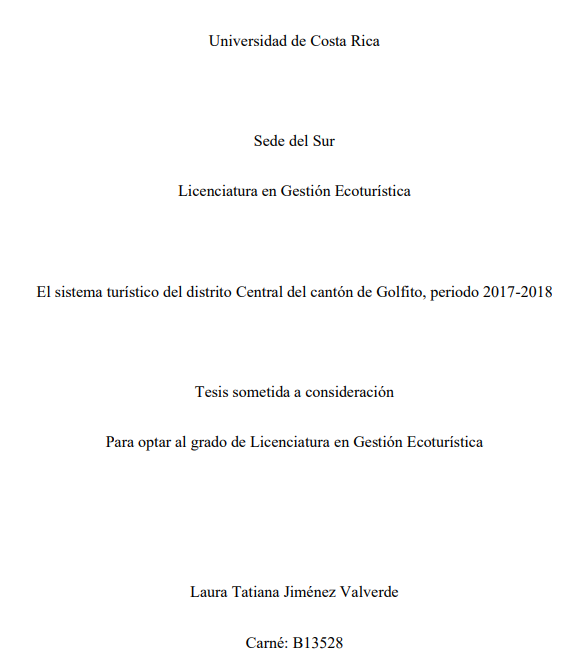 Universidad de Costa Rica
Sede del Sur
Licenciatura en Gestión Ecoturística
El sistema turístico del distrito Central del cantón de Golfito, periodo 2017-2018
Tesis sometida a consideración
Para optar al grado de Licenciatura en Gestión Ecoturística
Laura Tatiana Jiménez Valverde
Carné: B13528